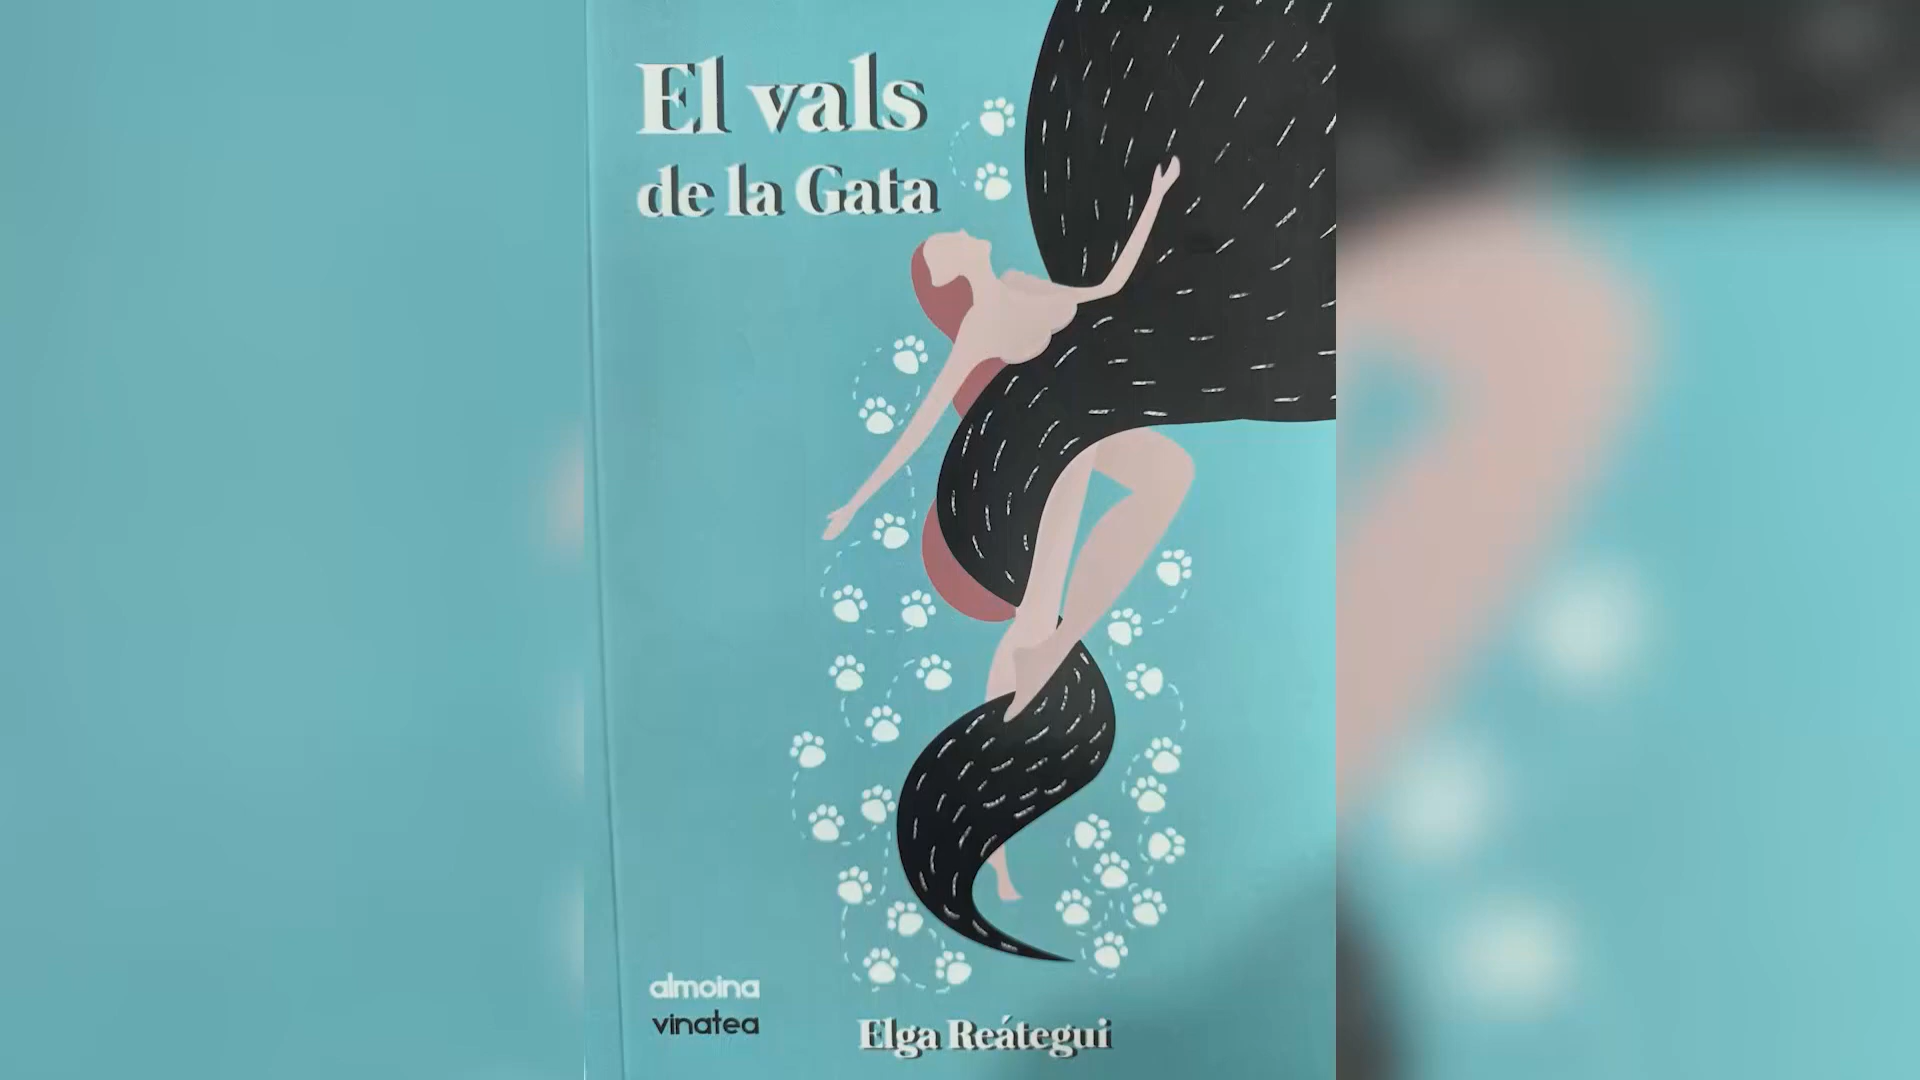 El vals
de la Gata
almoina
vinatea
Elga Reátegui